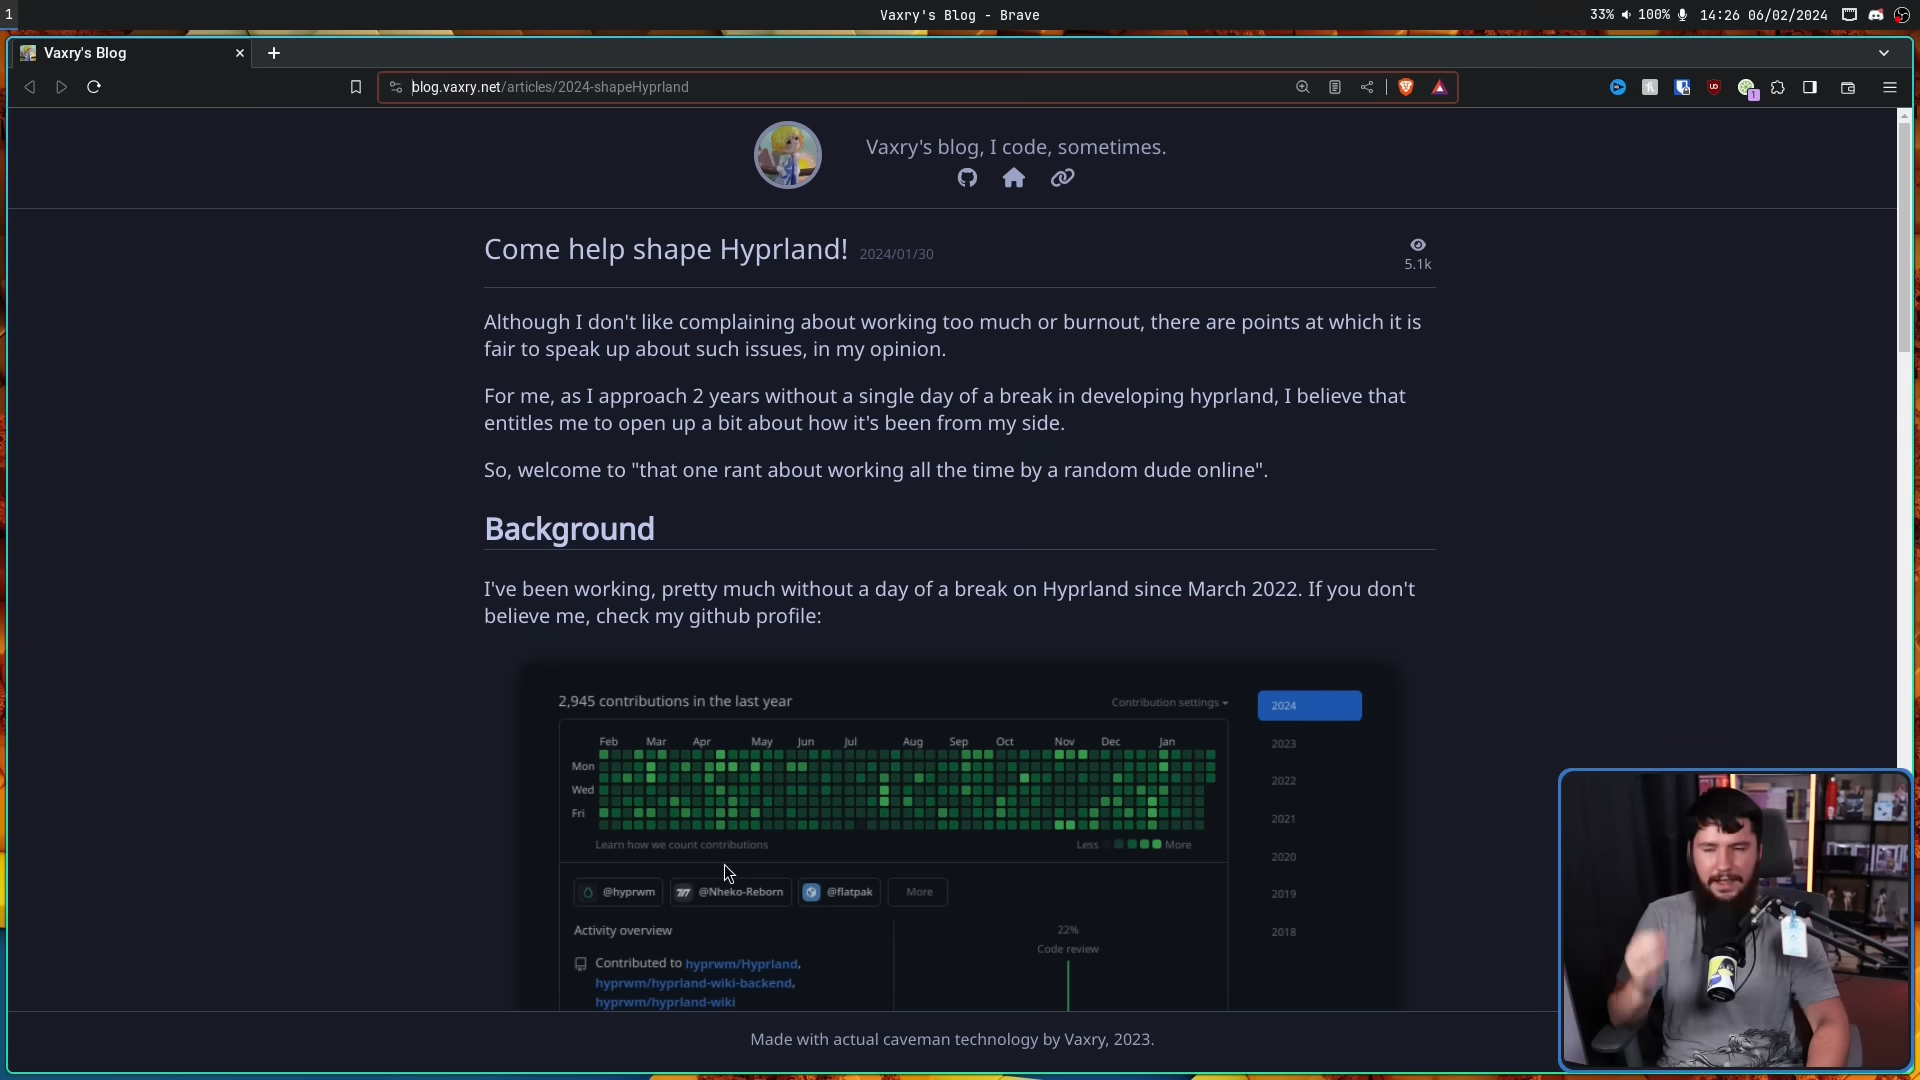 1
Vaxry's Blog - Brave
33% 100% 14:26 06/02/2024
Vaxry's Blog
blog.vaxry.net/articles/2024-shapeHyprland
1
Vaxry's blog, I code, sometimes.
Come help shape Hyprland! 2024/01/30
5.1k
Although I don't like complaining about working too much or burnout, there are points at which it is
fair to speak up about such issues, in my opinion.
For me, as I approach 2 years without a single day of a break in developing hyprland, I believe that
entitles me to open up a bit about how it's been from my side.
So, welcome to "that one rant about working all the time by a random dude online".
Background
I've been working, pretty much without a day of a break on Hyprland since March 2022. If you don't
believe me, check my github profile:
2,945 contributions in the last year
Contribution settings
2024
2023
2022
2021
2020
2019
2018
Feb Mar Apr May Jun Jul Aug Sep Oct Nov Dec Jan
Mon
Wed
Fri
Learn how we count contributions
Less More
@hyprwm @Nheko-Reborn @flatpak More
Activity overview
Contributed to hyprwm/Hyprland,
hyprwm/hyprland-wiki-backend,
hyprwm/hyprland-wiki
22%
Code review
Made with actual caveman technology by Vaxry, 2023.